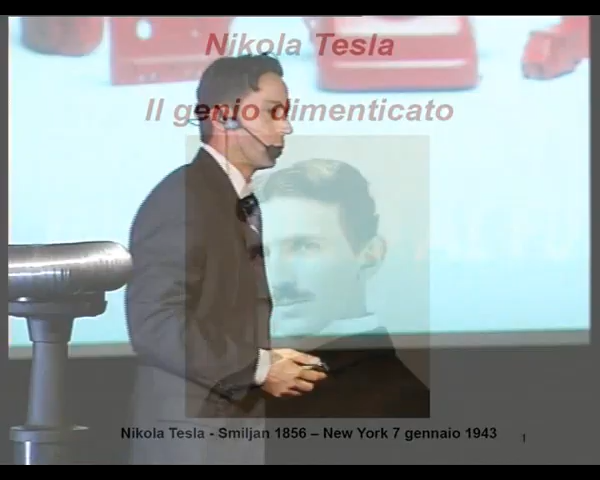 Nikola Tesla
Il genio dimenticato
Nikola Tesla - Smiljan 1856 – New York 7 gennaio 1943
1